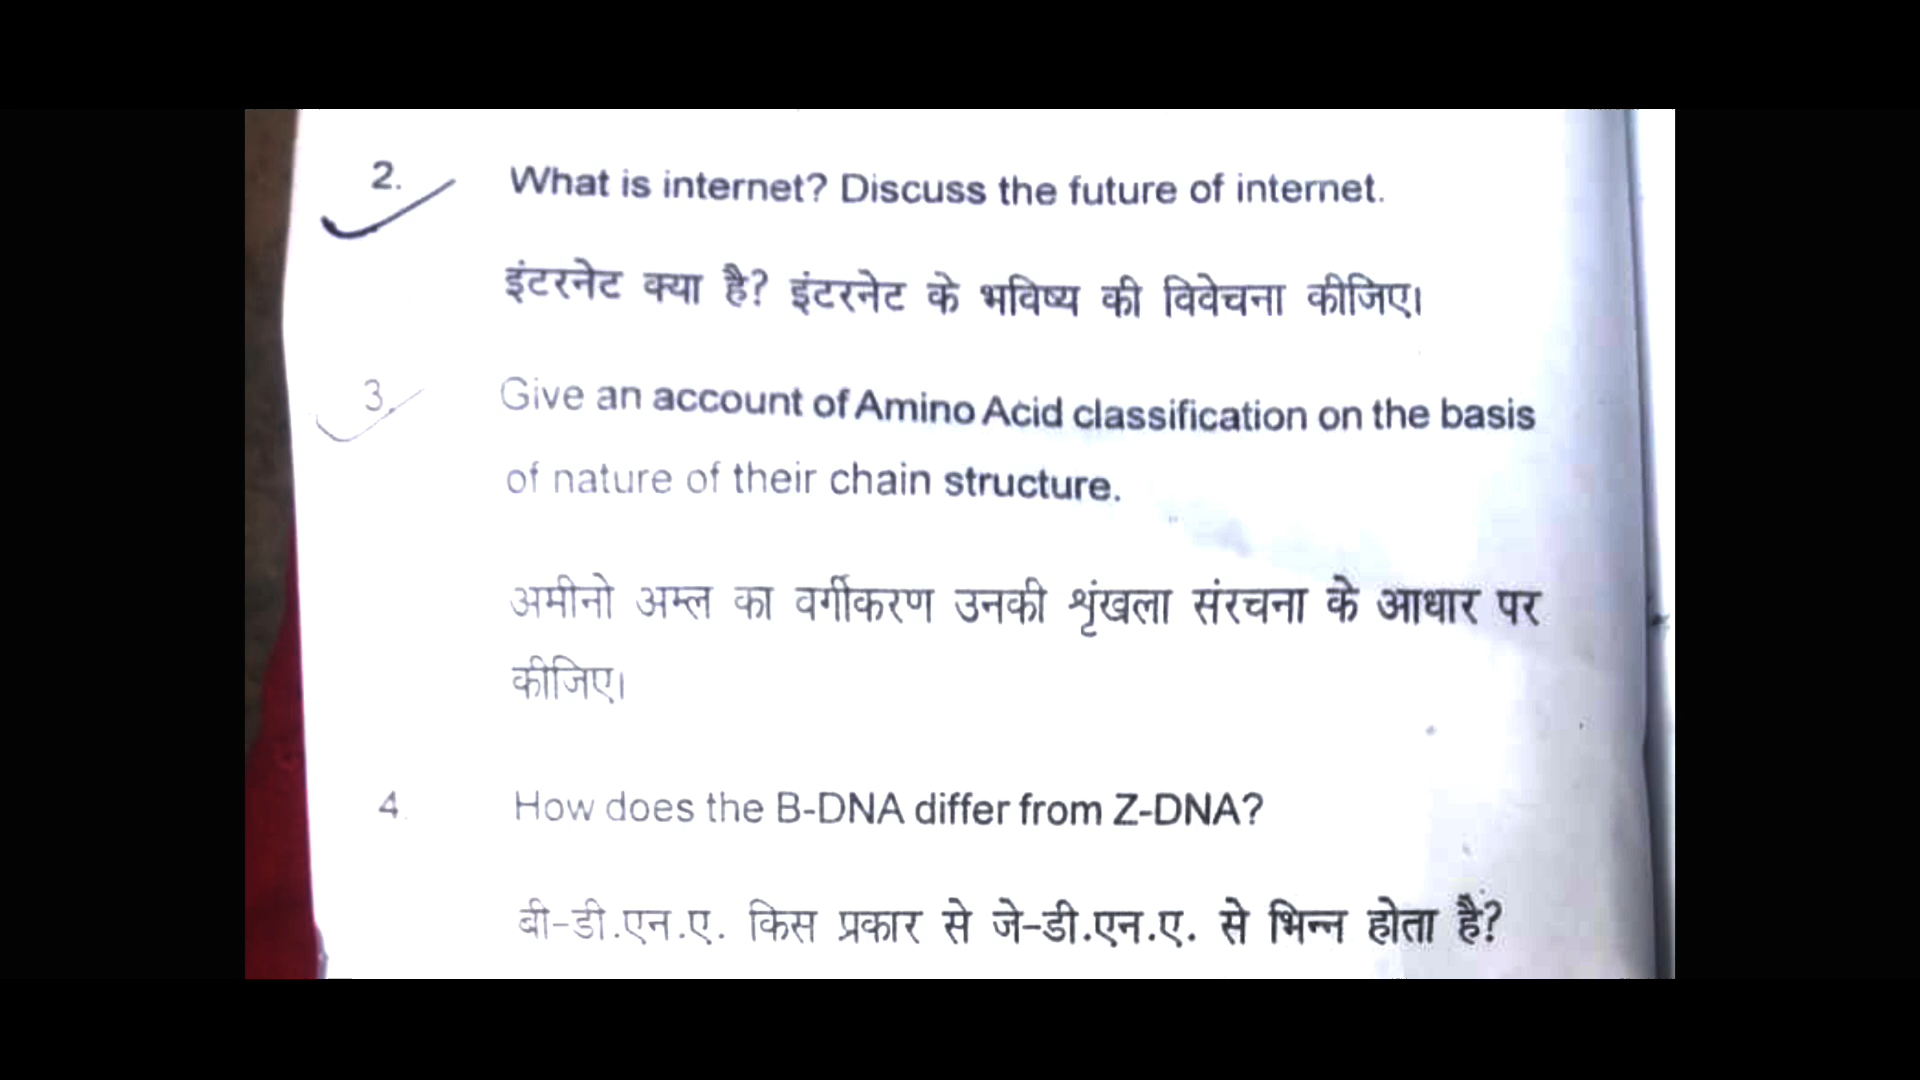 2. What is internet? Discuss the future of internet.
इंटरनेट क्या है? इंटरनेट के भविष्य की विवेचना कीजिए।
3. Give an account of Amino Acid classification on the basis
of nature of their chain structure.
अमीनो अम्ल का वर्गीकरण उनकी शृंखला संरचना के आधार पर
कीजिए।
4. How does the B-DNA differ from Z-DNA?
बी-डी.एन.ए. किस प्रकार से जे-डी.एन.ए. से भिन्न होता है?